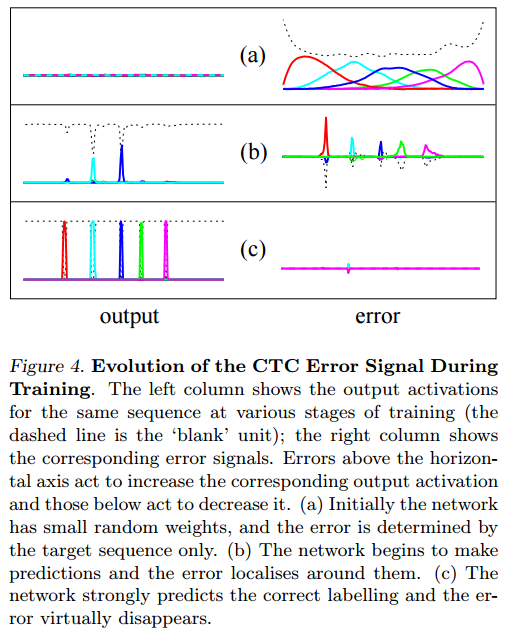 (a)
(b)
(c)
output error
Figure 4. Evolution of the CTC Error Signal During
Training. The left column shows the output activations
for the same sequence at various stages of training (the
dashed line is the ‘blank’ unit); the right column shows
the corresponding error signals. Errors above the horizon-
tal axis act to increase the corresponding output activation
and those below act to decrease it. (a) Initially the network
has small random weights, and the error is determined by
the target sequence only. (b) The network begins to make
predictions and the error localises around them. (c) The
network strongly predicts the correct labelling and the er-
ror virtually disappears.